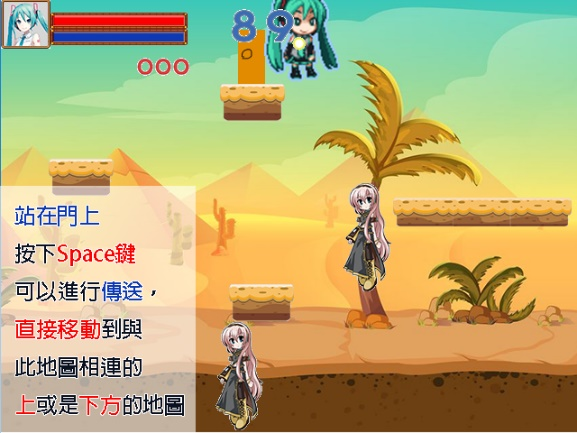 89
000
站在門上
按下Space鍵
可以進行傳送，
直接移動到與
此地圖相連的
上或是下方的地圖